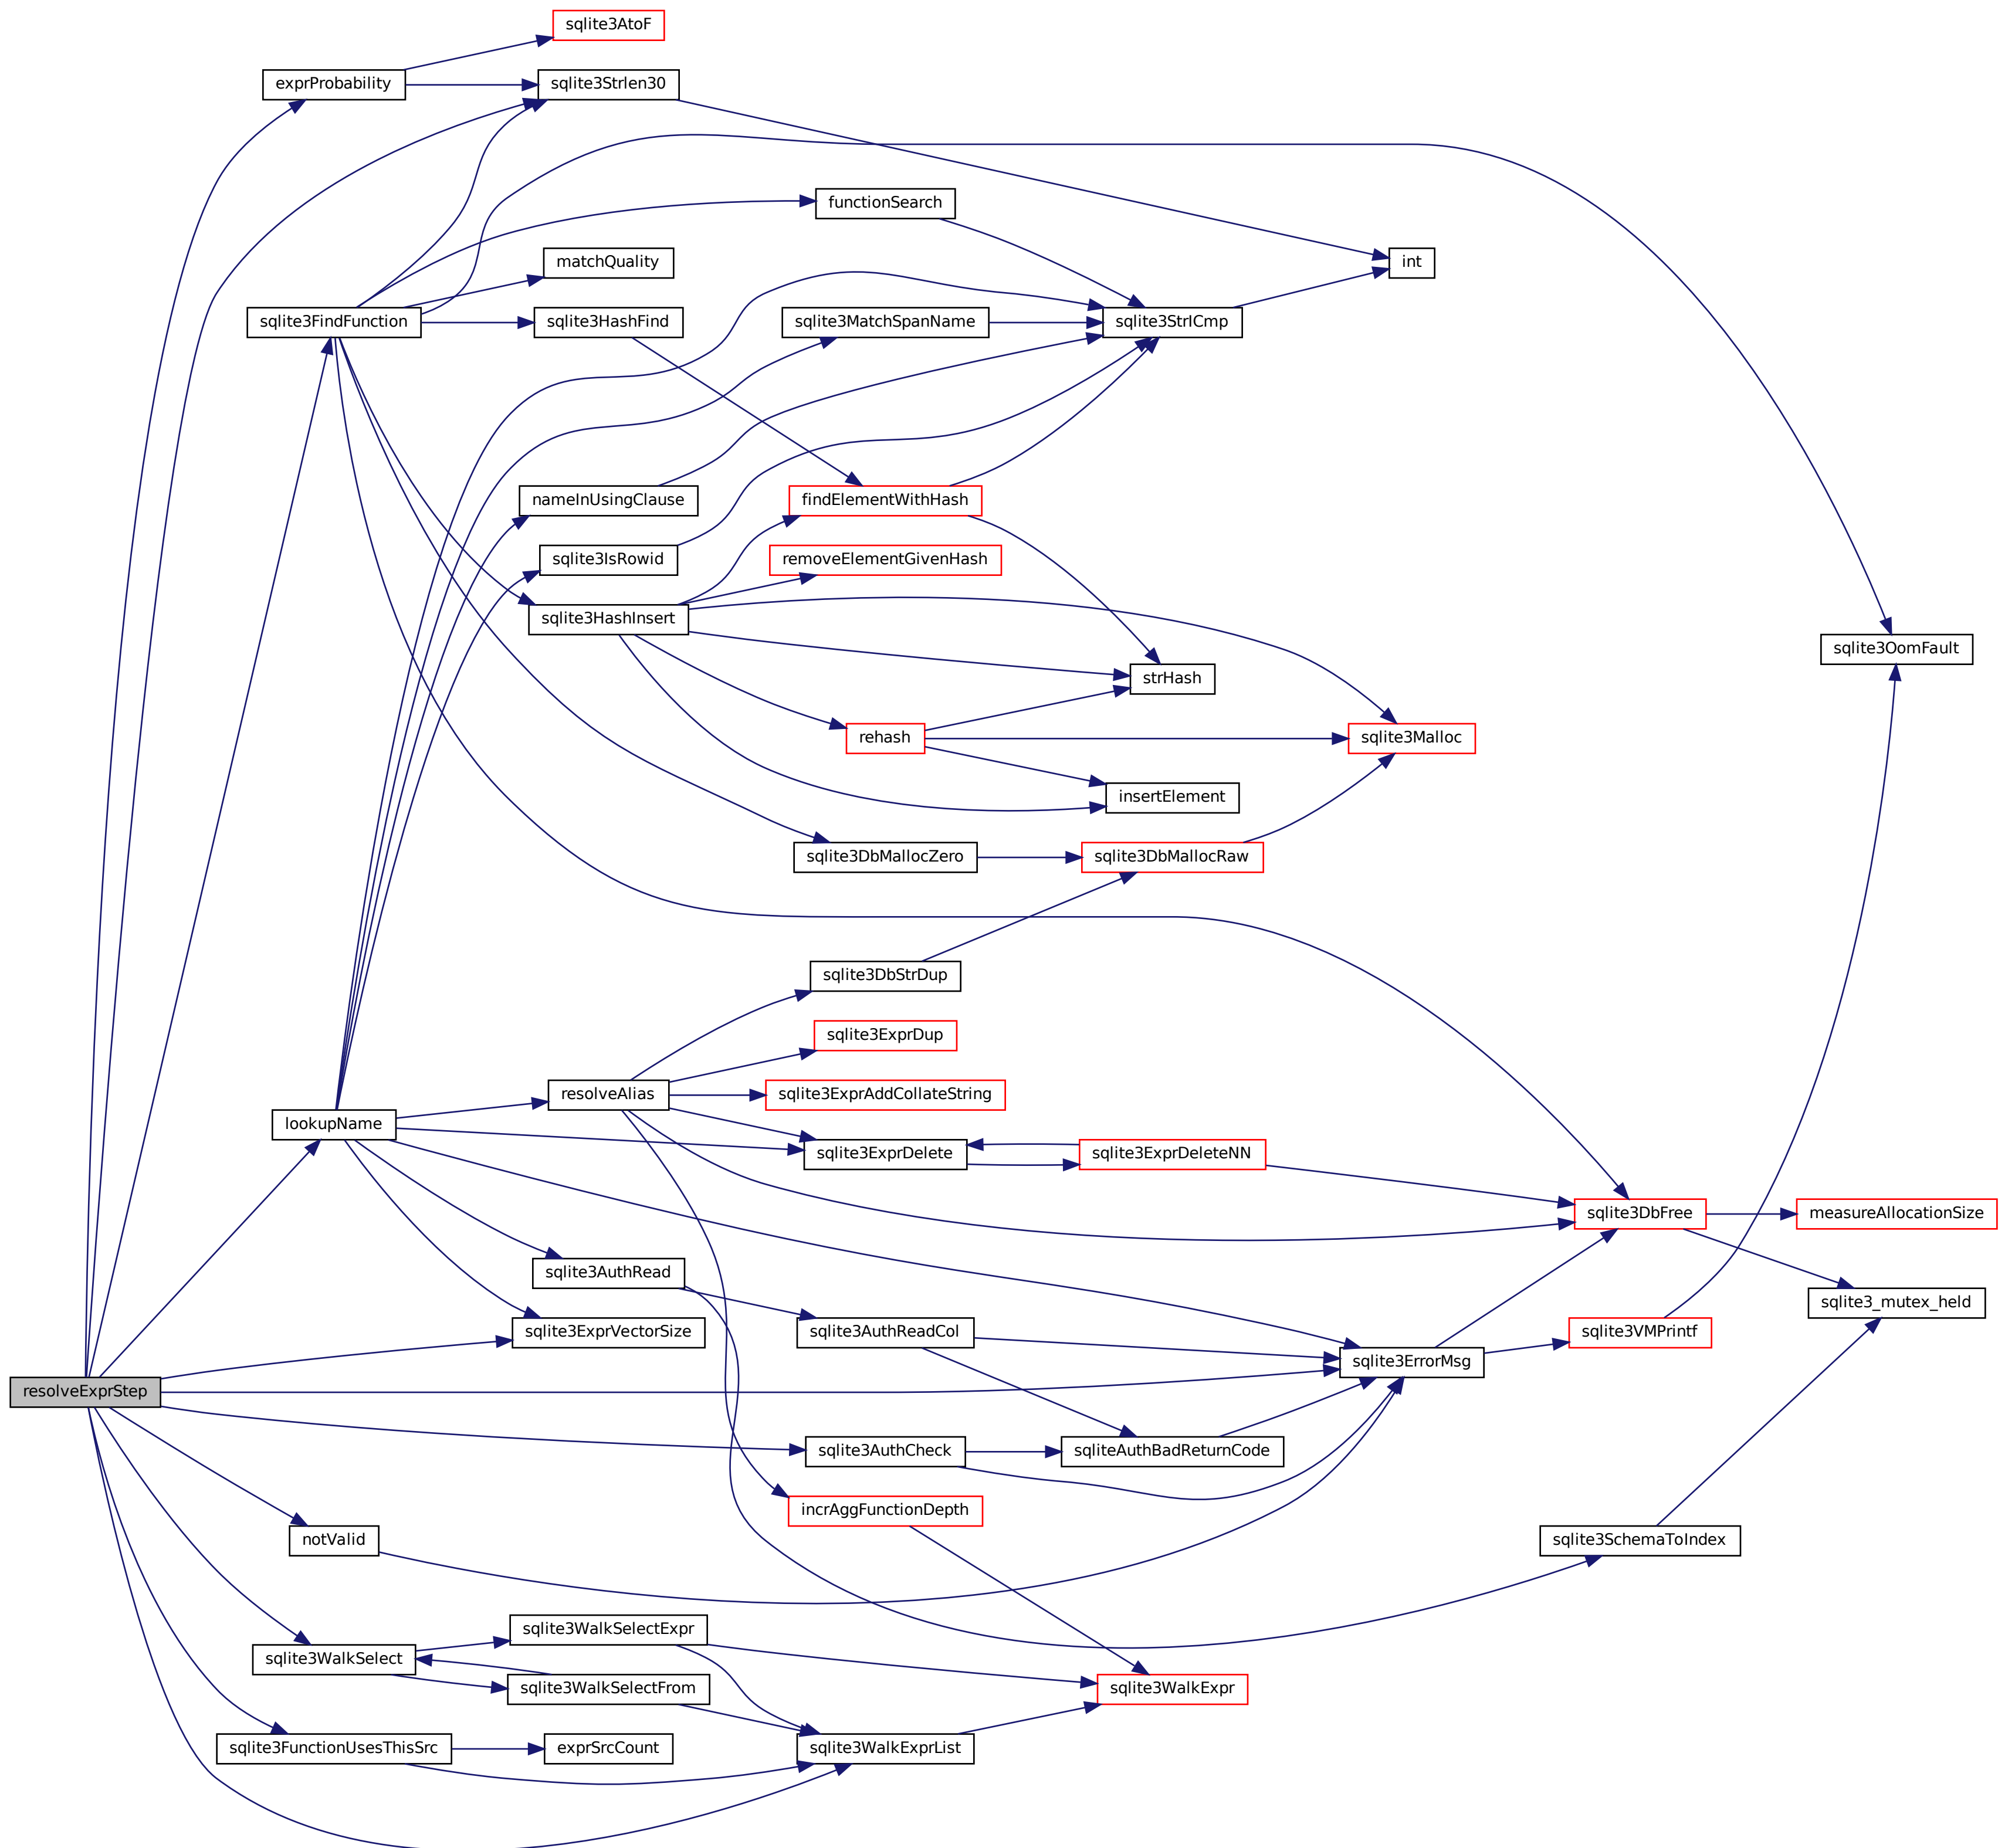 sqlite3AtoF
exprProbability
sqlite3Strlen30
functionSearch
matchQuality
int
sqlite3FindFunction
sqlite3HashFind
sqlite3MatchSpanName
sqlite3StrICmp
nameInUsingClause
findElementWithHash
sqlite3IsRowid
removeElementGivenHash
sqlite3HashInsert
sqlite3OomFault
strHash
rehash
sqlite3Malloc
insertElement
sqlite3DbMallocZero
sqlite3DbMallocRaw
sqlite3DbStrDup
sqlite3ExprDup
resolveAlias
sqlite3ExprAddCollateString
lookupName
sqlite3ExprDelete
sqlite3ExprDeleteNN
sqlite3DbFree
measureAllocationSize
sqlite3AuthRead
sqlite3_mutex_held
sqlite3ExprVectorSize
sqlite3AuthReadCol
sqlite3VMPrintf
sqlite3ErrorMsg
resolveExprStep
sqlite3AuthCheck
sqliteAuthBadReturnCode
incrAggFunctionDepth
notValid
sqlite3SchemaToIndex
sqlite3WalkSelectExpr
sqlite3WalkSelect
sqlite3WalkSelectFrom
sqlite3WalkExpr
sqlite3FunctionUsesThisSrc
exprSrcCount
sqlite3WalkExprList